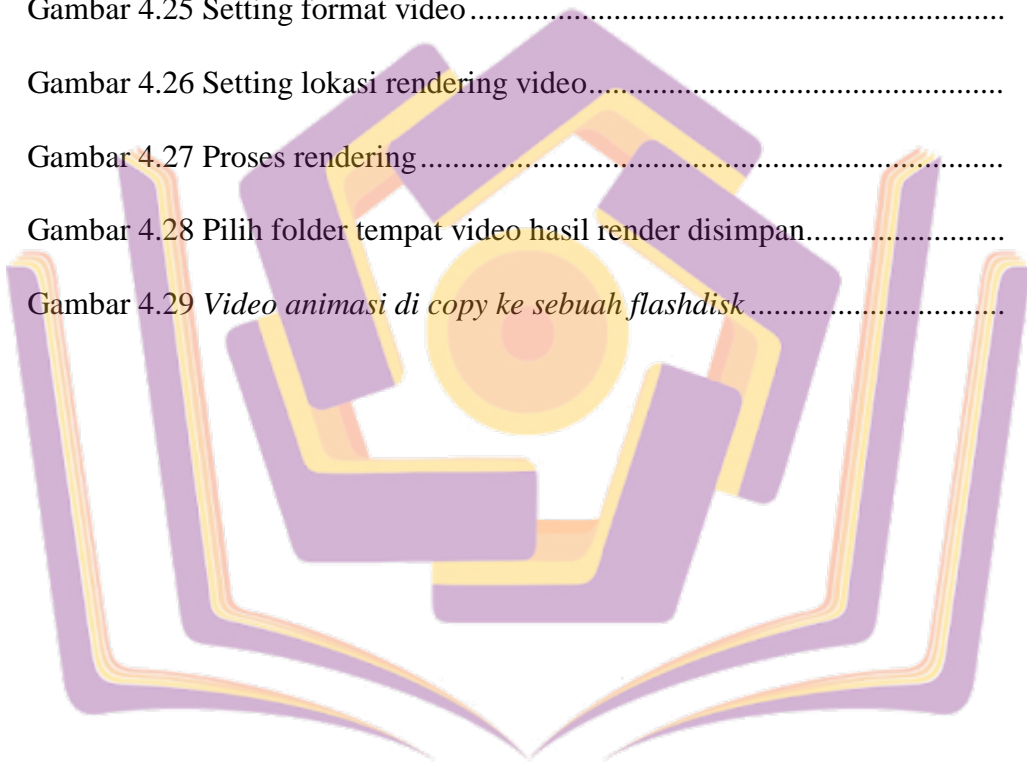 Gambar 4.25 Setting format video............................................................................
Gambar 4.26 Setting lokasi rendering video....................................................
Gambar 4.27 Proses rendering.........................................................................
Gambar 4.28 Pilih folder tempat video hasil render disimpan.........................
Gambar 4.29 Video animasi di copy ke sebuah flashdisk................................